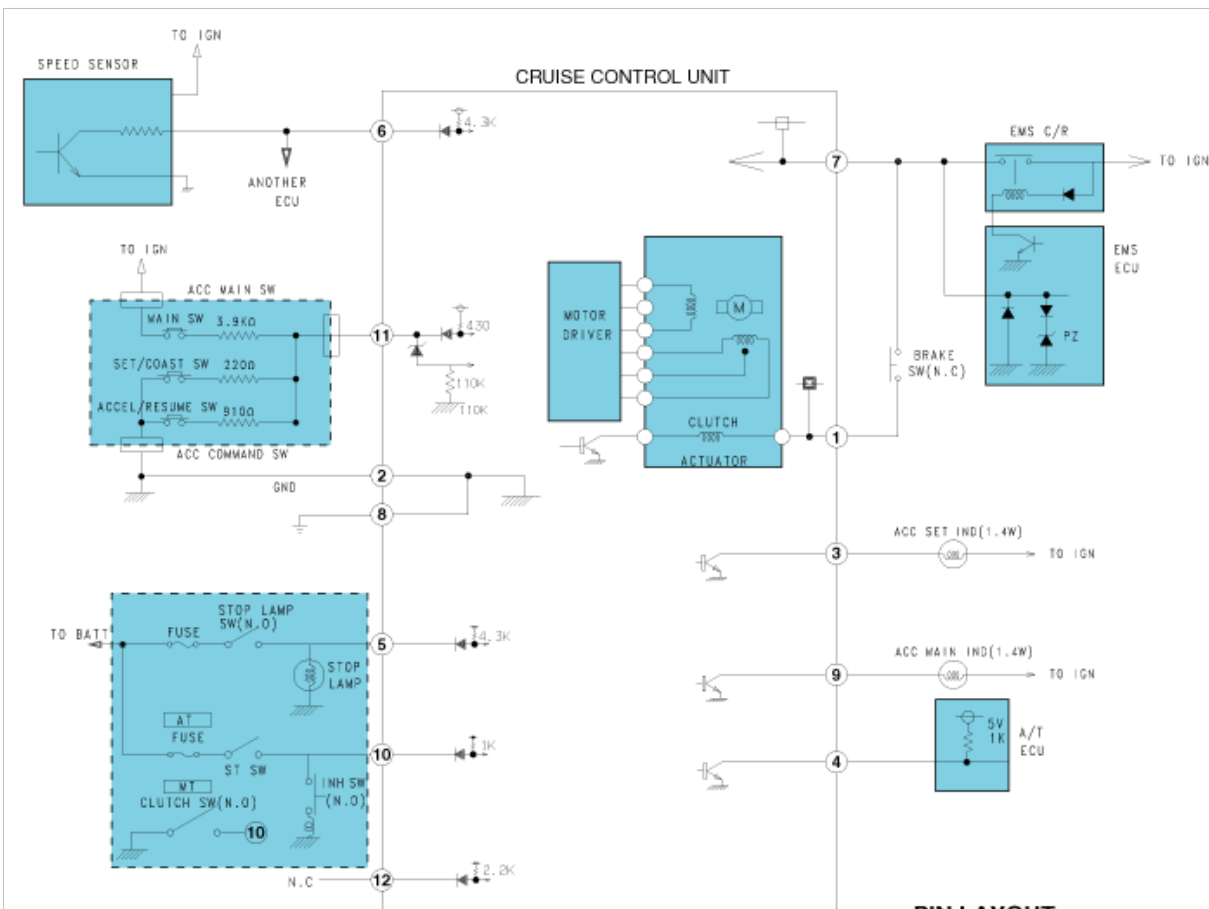 TO IGN
SPEED SENSOR
CRUISE CONTROL UNIT
6
4.3K
ANOTHER
ECU
7
EMS C/R
TO IGN
EMS
ECU
PZ
TO IGN
ACC MAIN SW
MAIN SW 3.9KΩ
SET/COAST SW 220Ω
ACCEL/RESUME SW 910Ω
ACC COMMAND SW
11
430
110K
110K
MOTOR
DRIVER
M
CLUTCH
ACTUATOR
BRAKE
SW(N.C)
1
2
GND
8
3
ACC SET IND(1.4W)
TO IGN
TO BATT
FUSE
STOP LAMP
SW(N.O)
5
4.3K
STOP
LAMP
9
ACC MAIN IND(1.4W)
TO IGN
AT
FUSE
ST SW
10
1K
INH SW
(N.O)
MT
CLUTCH SW(N.O)
10
4
5V
1K
A/T
ECU
N.C
12
2.2K
PIN LAYOUT